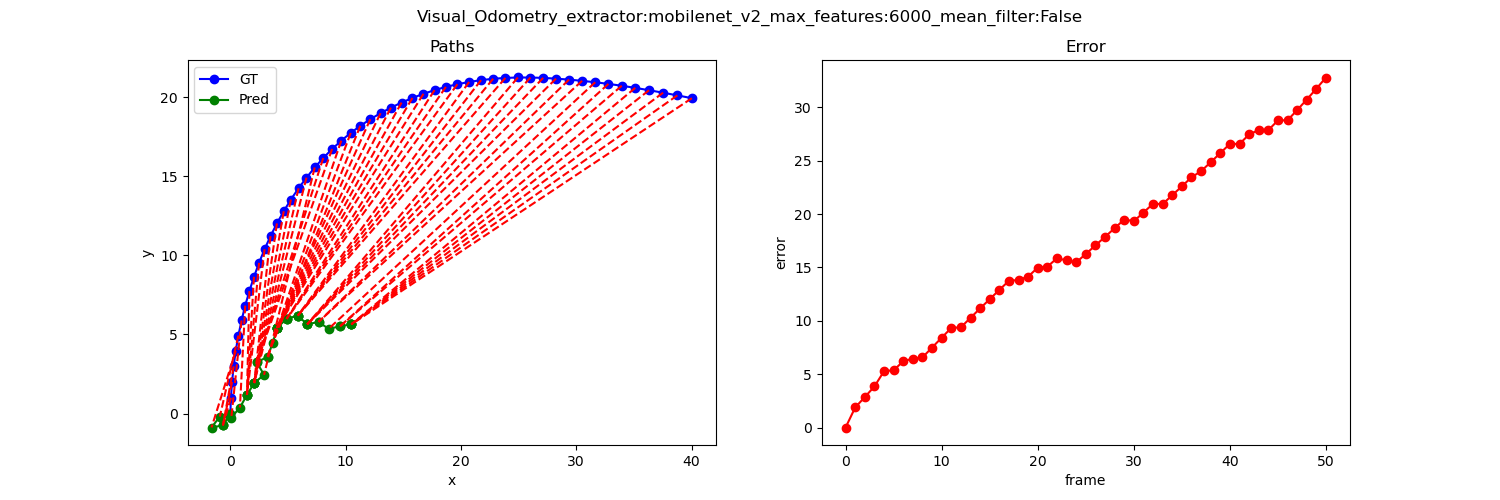 Visual_Odometry_extractor:mobilenet_v2_max_features:6000_mean_filter:False
Paths
GT
Pred
20
15
10
5
0
y
0
10
20
30
40
x
Error
30
25
20
15
10
5
0
error
0
10
20
30
40
50
frame